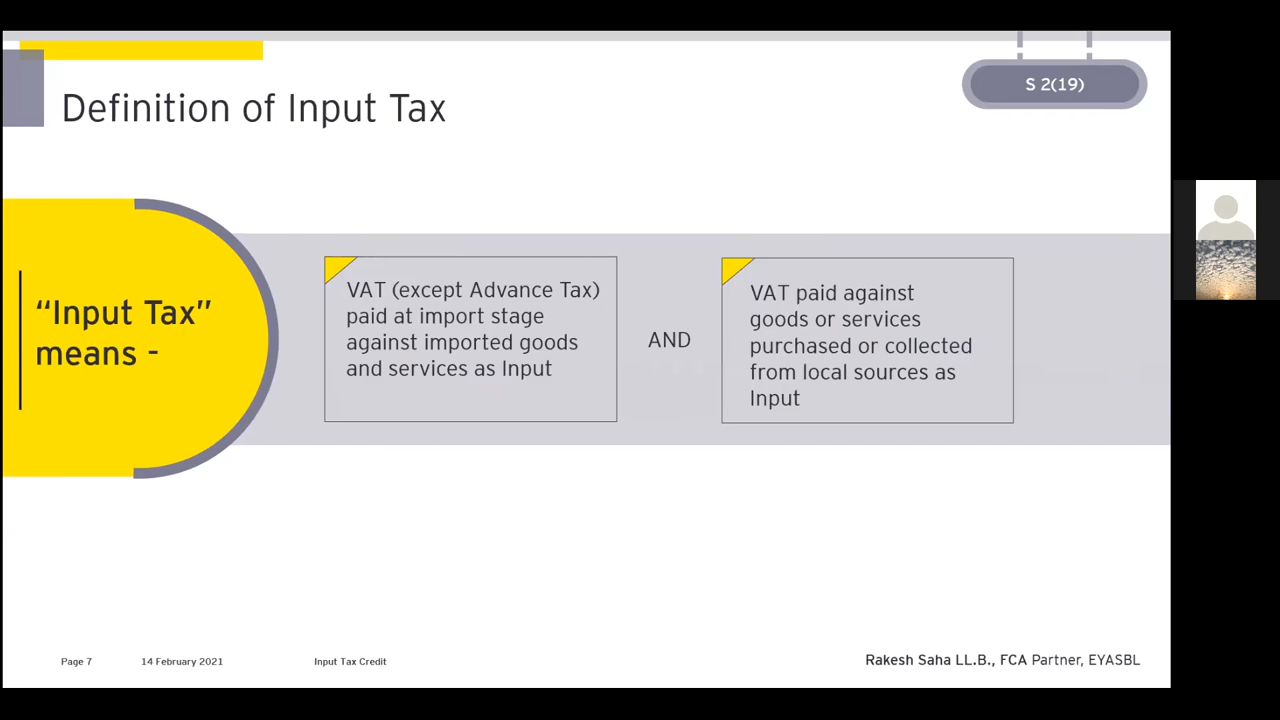 S 2(19)
Definition of Input Tax
“Input Tax”
means -
VAT (except Advance Tax)
paid at import stage
against imported goods
and services as Input
AND
VAT paid against
goods or services
purchased or collected
from local sources as
Input
Page 7
14 February 2021
Input Tax Credit
Rakesh Saha LL.B., FCA Partner, EYASBL